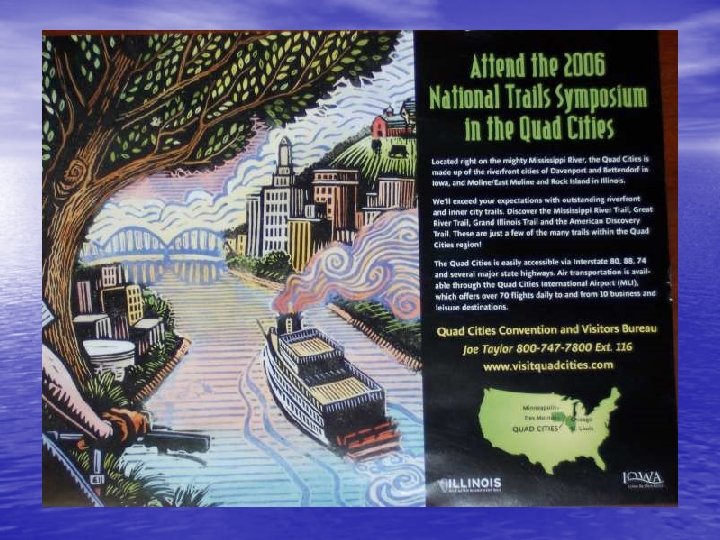 Attend the 2006
National Trails Symposium
in the Quad Cities
Located right on the mighty Mississippi River, the Quad Cities is
made up of the riverfront cities of Davenport and Bettendorf in
Iowa, and Moline/East Moline and Rock Island in Illinois.
We'll exceed your expectations with outstanding riverfront
and inner city trails. Discover the Mississippi River Trail, Great
River Trail, Grand Illinois Trail and the American Discovery
Trail. These are just a few of the many trails within the Quad
Cities region!
The Quad Cities is easily accessible via Interstate 80, 88, 74
and several major state highways. Air transportation is avail-
able through the Quad Cities International Airport (MLI),
which offers over 70 flights daily to and from 10 business and
leisure destinations.
Quad Cities Convention and Visitors Bureau
Joe Taylor 800-747-7800 Ext. 116
www.visitquadcities.com
Minneapolis
Des Moines
Chicago
QUAD CITIES
ILLINOIS
IOWA